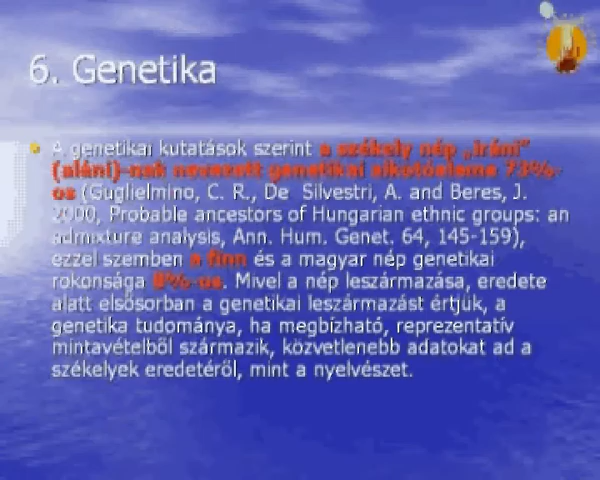 6. Genetika
A genetikai kutatások szerint a székely nép „iráni”
(aláni)-nak nevezett genetikai alkotóeleme 73%-
os (Guglielmino, C. R., De Silvestri, A. and Beres, J.
2000, Probable ancestors of Hungarian ethnic groups: an
admixture analysis, Ann. Hum. Genet. 64, 145-159),
ezzel szemben a finn és a magyar nép genetikai
rokonsága 8%-os. Mivel a nép leszármazása, eredete
alatt elsősorban a genetikai leszármazást értjük, a
genetika tudománya, ha megbízható, reprezentatív
mintavételből származik, közvetlenebb adatokat ad a
székelyek eredetéről, mint a nyelvészet.